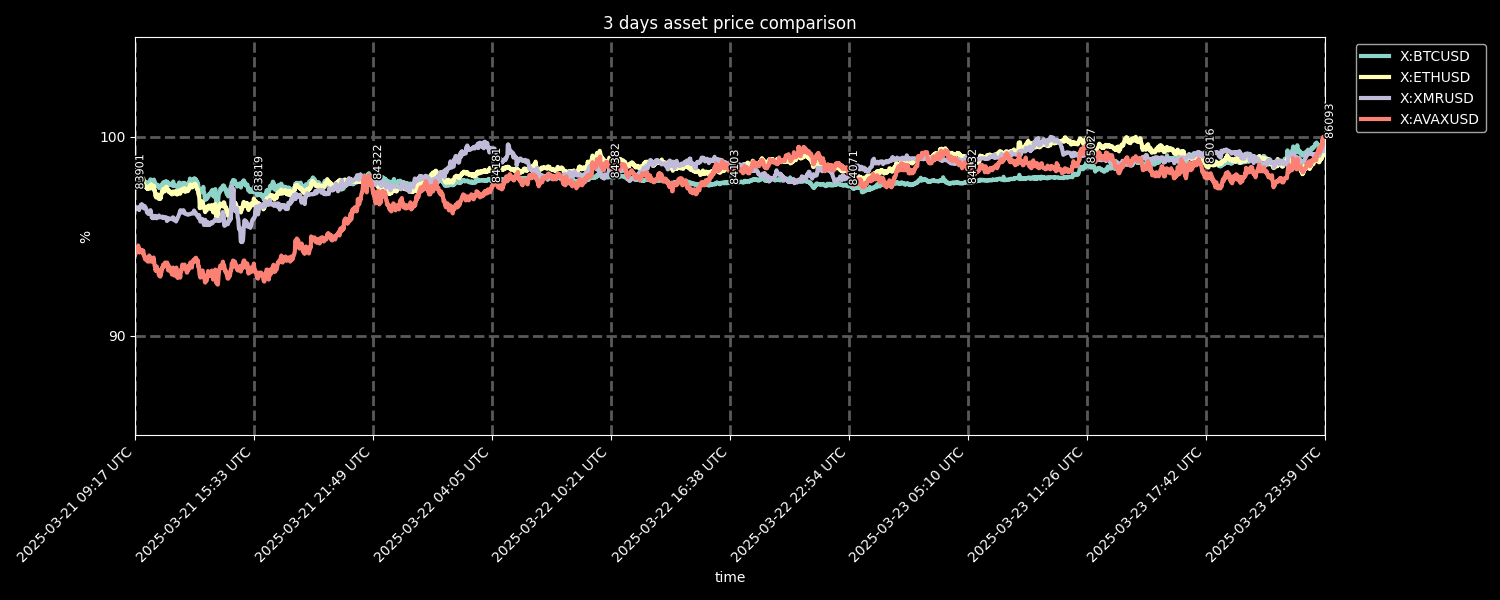 3 days asset price comparison
X:BTCUSD
X:ETHUSD
X:XMRUSD
X:AVAXUSD
100
90
%
83901
83819
84322
84181
84382
84103
84071
84132
85027
85016
86093
2025-03-21 09:17 UTC
2025-03-21 15:33 UTC
2025-03-21 21:49 UTC
2025-03-22 04:05 UTC
2025-03-22 10:21 UTC
2025-03-22 16:38 UTC
2025-03-22 22:54 UTC
2025-03-23 05:10 UTC
2025-03-23 11:26 UTC
2025-03-23 17:42 UTC
2025-03-23 23:59 UTC
time